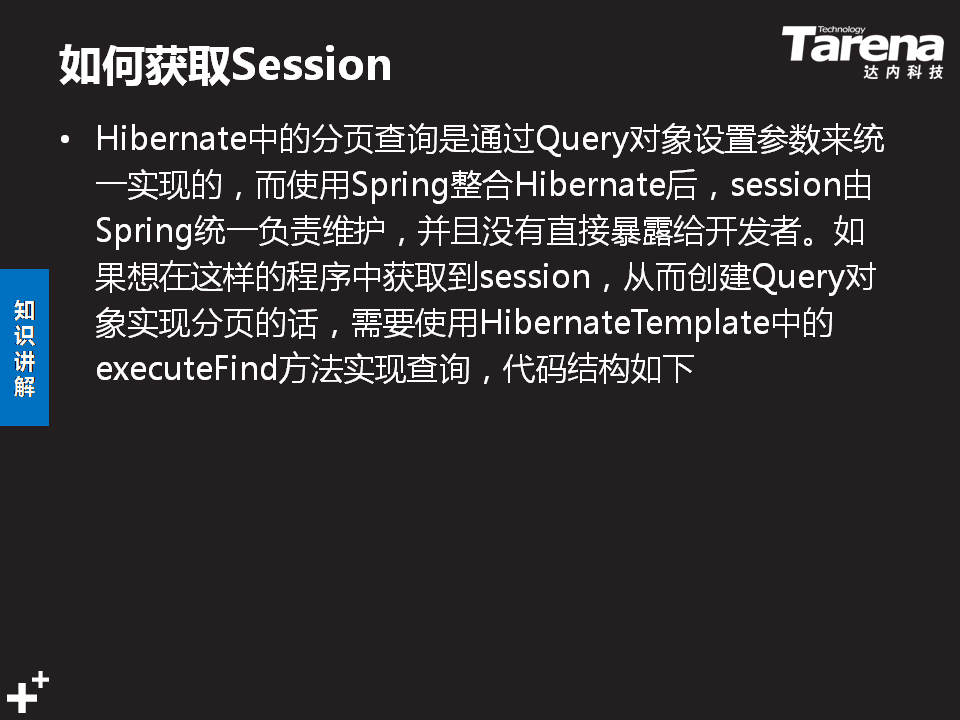 如何获取Session
Technology
Tarena
达内科技
• Hibernate中的分页查询是通过Query对象设置参数来统
一实现的，而使用Spring整合Hibernate后，session由
Spring统一负责维护，并且没有直接暴露给开发者。如
果想在这样的程序中获取到session，从而创建Query对
象实现分页的话，需要使用HibernateTemplate中的
executeFind方法实现查询，代码结构如下
知
识
讲
解